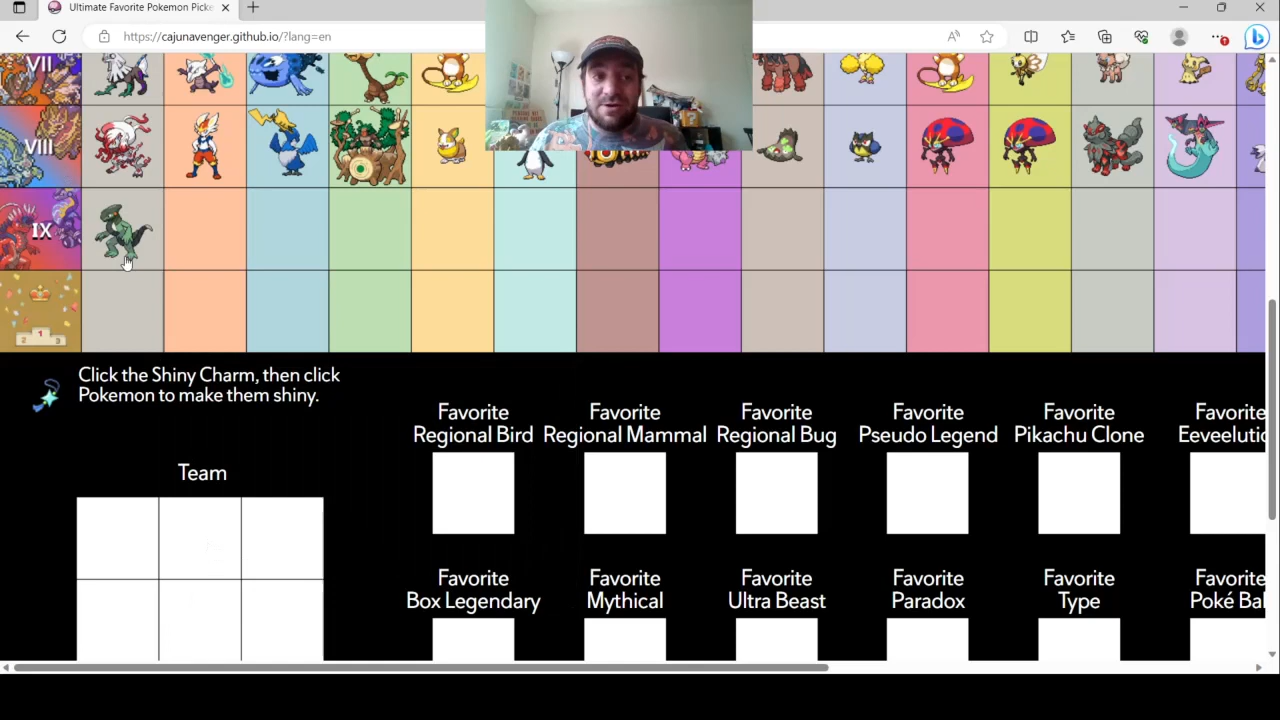 Ultimate Favorite Pokemon Picke
https://cajunavenger.github.io/?lang=en
VII
VIII
IX
1
2 3
Click the Shiny Charm, then click
Pokemon to make them shiny.
Team
Favorite
Regional Bird
Favorite
Regional Mammal
Favorite
Regional Bug
Favorite
Pseudo Legend
Favorite
Pikachu Clone
Favorite
Eeveelutic
Favorite
Box Legendary
Favorite
Mythical
Favorite
Ultra Beast
Favorite
Paradox
Favorite
Type
Favorite
Poké Bal